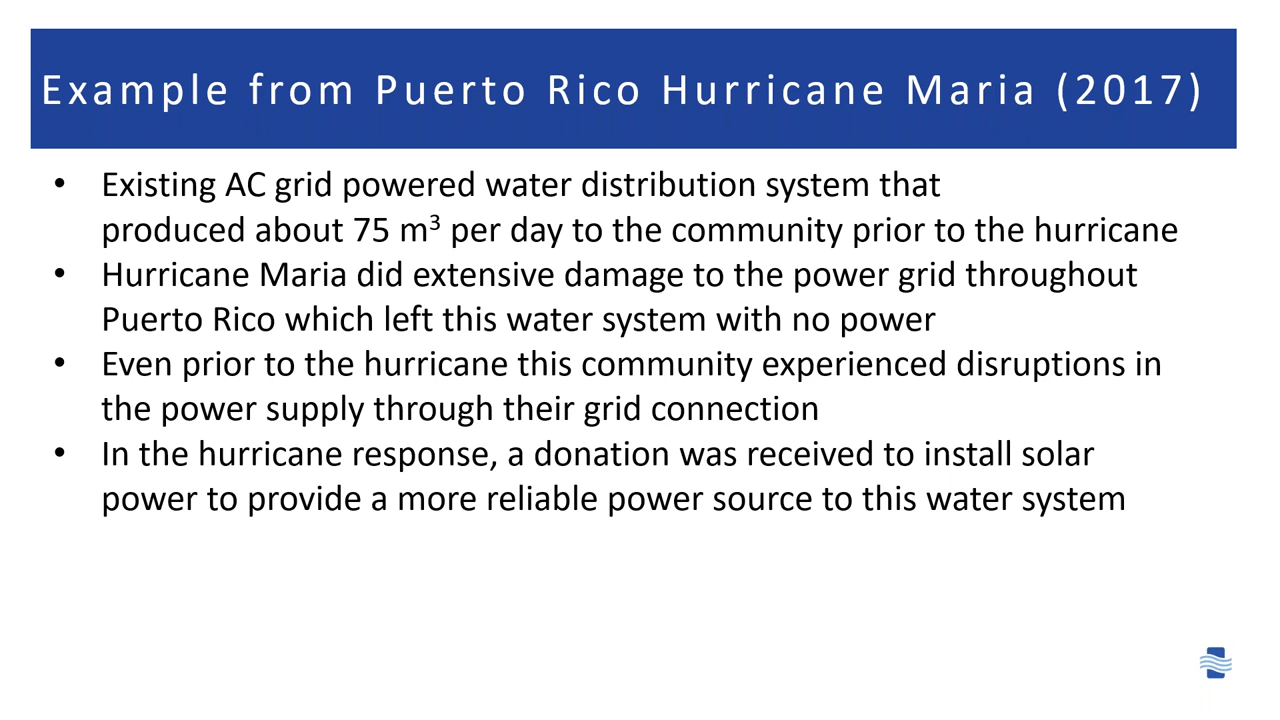 Example from Puerto Rico Hurricane Maria (2017)
• Existing AC grid powered water distribution system that
produced about 75 m³ per day to the community prior to the hurricane
• Hurricane Maria did extensive damage to the power grid throughout
Puerto Rico which left this water system with no power
• Even prior to the hurricane this community experienced disruptions in
the power supply through their grid connection
• In the hurricane response, a donation was received to install solar
power to provide a more reliable power source to this water system